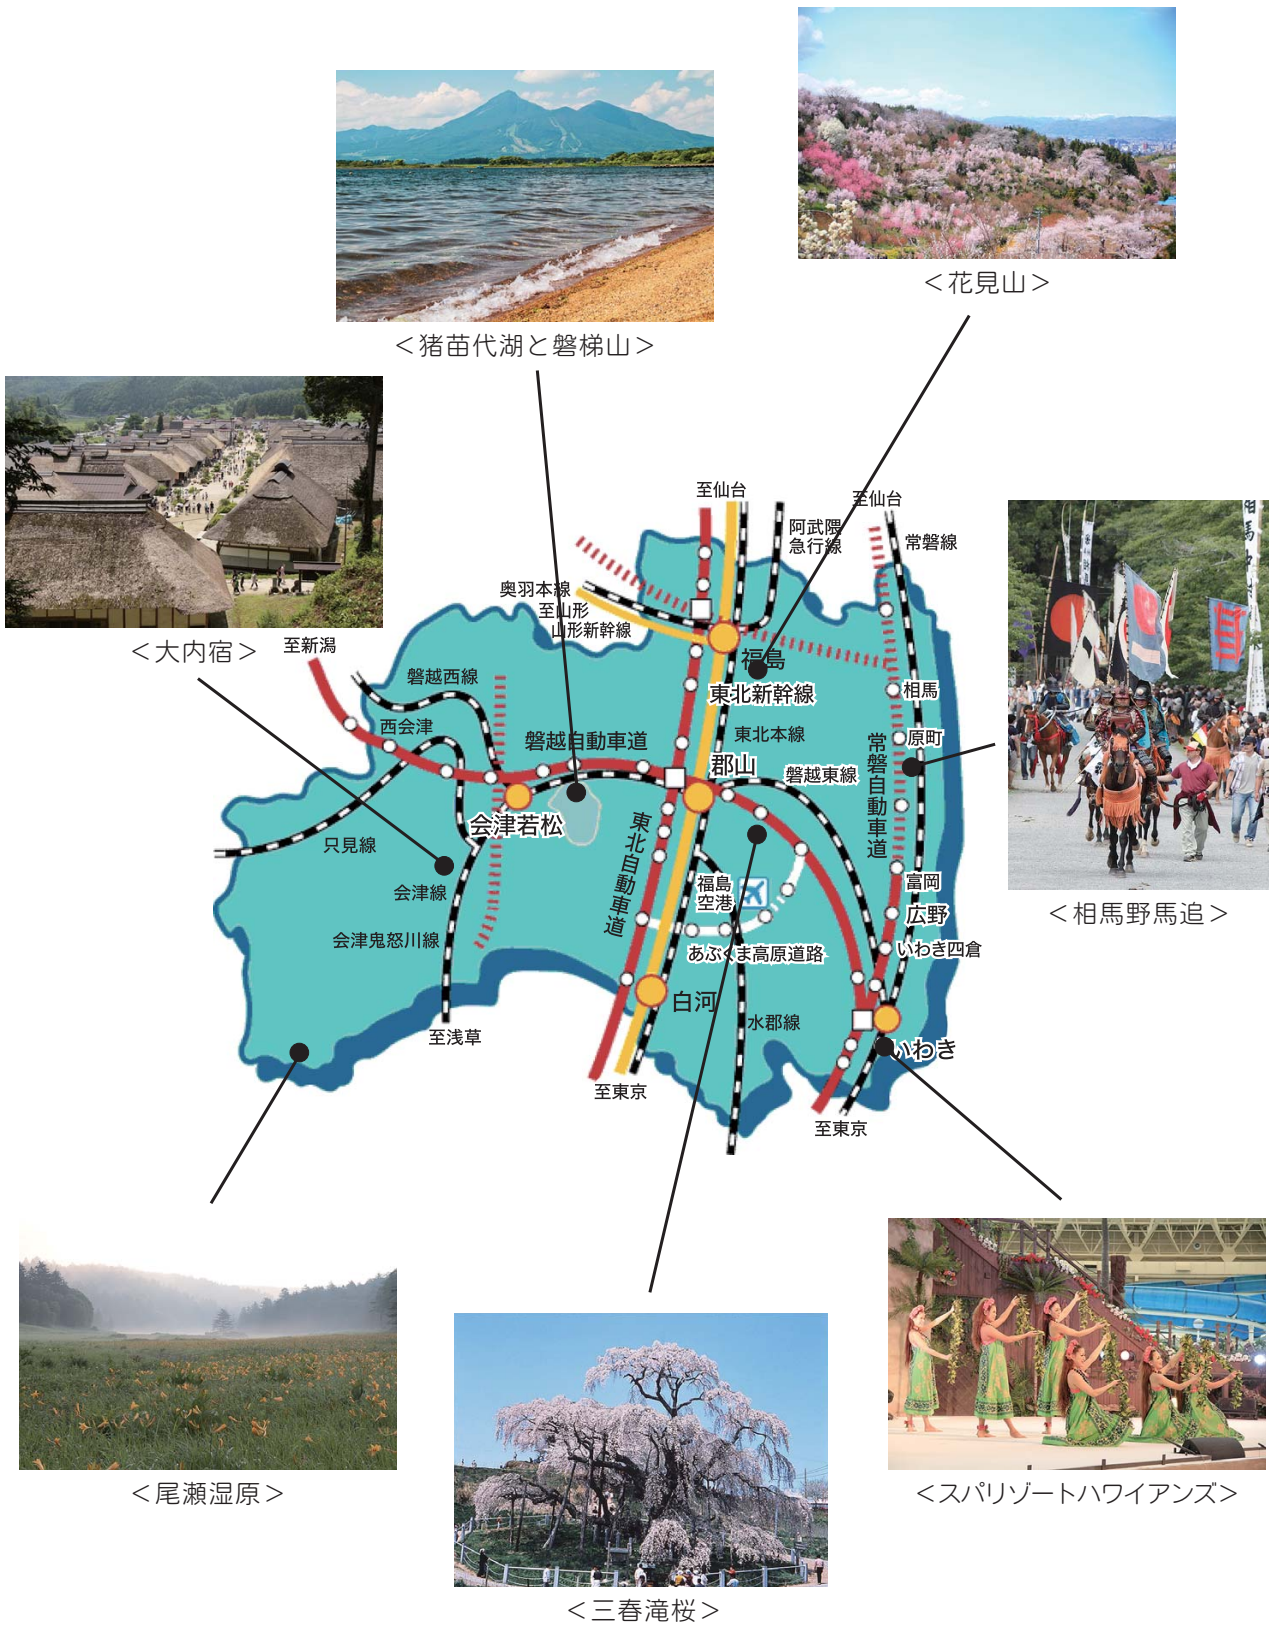 ＜花見山＞
＜猪苗代湖と磐梯山＞
至仙台
至仙台
阿武隈
急行線
常磐線
相馬
奥羽本線
至山形
山形新幹線
＜大内宿＞
至新潟
福島
磐越西線
東北新幹線
相馬
西会津
東北本線
原町
磐越自動車道
常磐自動車道
郡山
磐越東線
会津若松
東北自動車道
只見線
福島
空港
富岡
会津線
広野
＜相馬野馬追＞
会津鬼怒川線
あぶくま高原道路
いわき四倉
白河
水郡線
至浅草
いわき
至東京
至東京
＜尾瀬湿原＞
＜スパリゾートハワイアンズ＞
＜三春滝桜＞